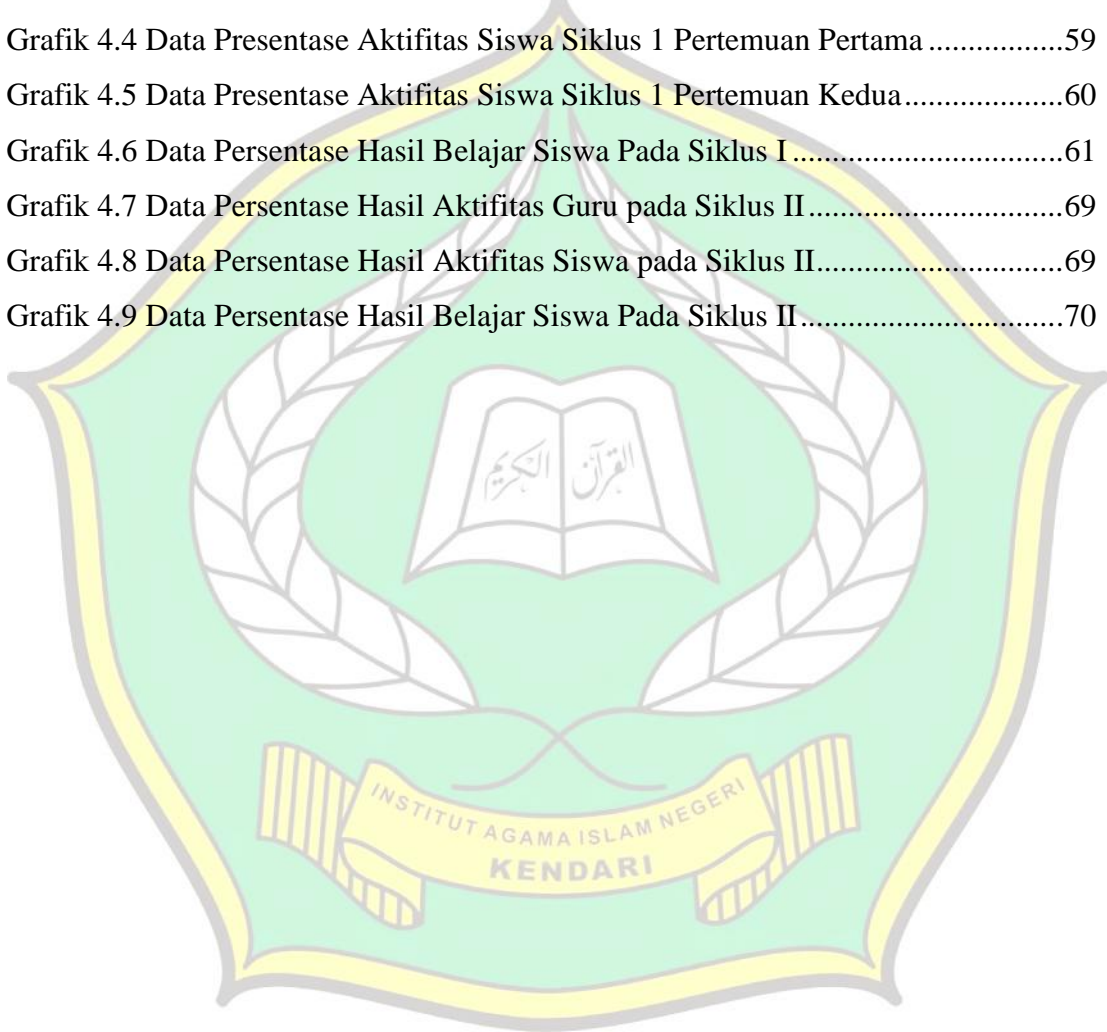 Grafik 4.4 Data Presentase Aktifitas Siswa Siklus 1 Pertemuan Pertama .................59
Grafik 4.5 Data Presentase Aktifitas Siswa Siklus 1 Pertemuan Kedua....................60
Grafik 4.6 Data Persentase Hasil Belajar Siswa Pada Siklus I ..................................61
Grafik 4.7 Data Persentase Hasil Aktifitas Guru pada Siklus II ................................69
Grafik 4.8 Data Persentase Hasil Aktifitas Siswa pada Siklus II...............................69
Grafik 4.9 Data Persentase Hasil Belajar Siswa Pada Siklus II .................................70
القرآن الكريم
INSTITUT AGAMA ISLAM NEGERI
KENDARI